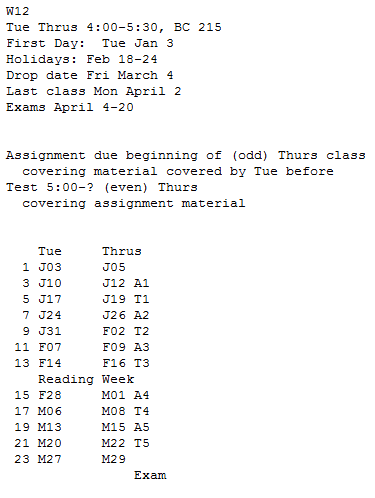 W12
Tue Thrus 4:00-5:30, BC 215
First Day:  Tue Jan 3
Holidays: Feb 18-24
Drop date Fri March 4
Last class Mon April 2
Exams April 4-20
Assignment due beginning of (odd) Thurs class
  covering material covered by Tue before
Test 5:00-? (even) Thurs
  covering assignment material
    Tue     Thrus
  1 J03     J05
  3 J10     J12 A1
  5 J17     J19 T1
  7 J24     J26 A2
  9 J31     F02 T2
 11 F07     F09 A3
 13 F14     F16 T3
    Reading Week
 15 F28     M01 A4
 17 M06     M08 T4
 19 M13     M15 A5
 21 M20     M22 T5
 23 M27     M29
                Exam